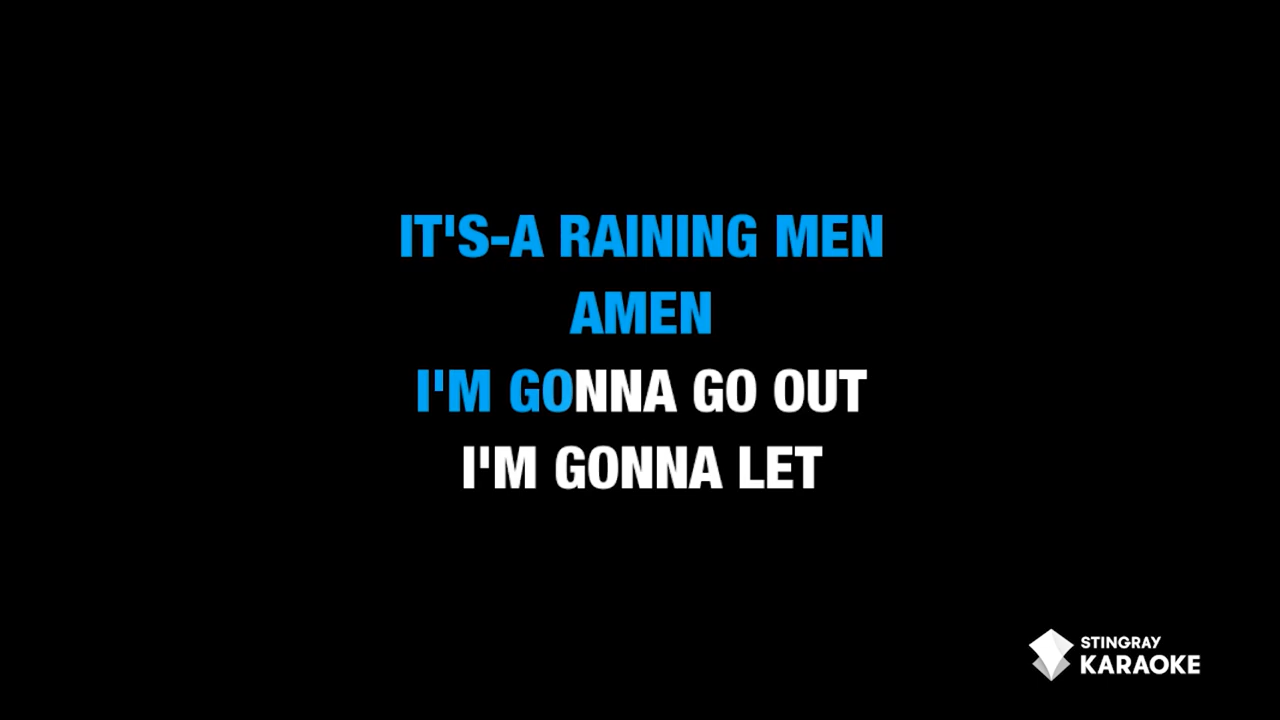 IT'S-A RAINING MEN
AMEN
I'M GONNA GO OUT
I'M GONNA LET
STINGRAY
KARAOKE